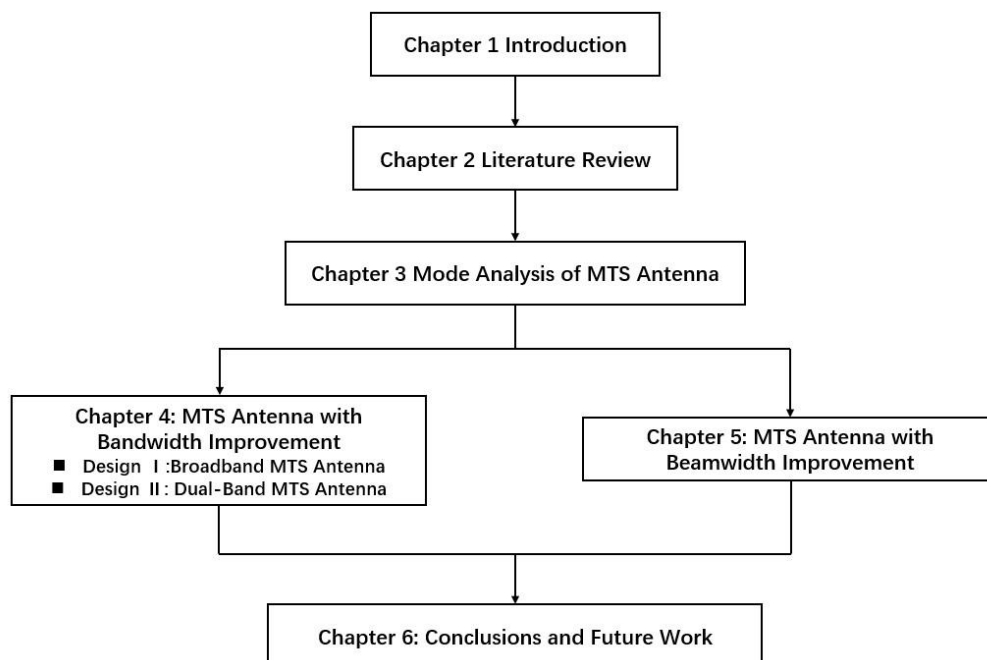 Chapter 1 Introduction
Chapter 2 Literature Review
Chapter 3 Mode Analysis of MTS Antenna
Chapter 4: MTS Antenna with
Bandwidth Improvement
■ Design Ⅰ :Broadband MTS Antenna
■ Design Ⅱ: Dual-Band MTS Antenna
Chapter 5: MTS Antenna with
Beamwidth Improvement
Chapter 6: Conclusions and Future Work